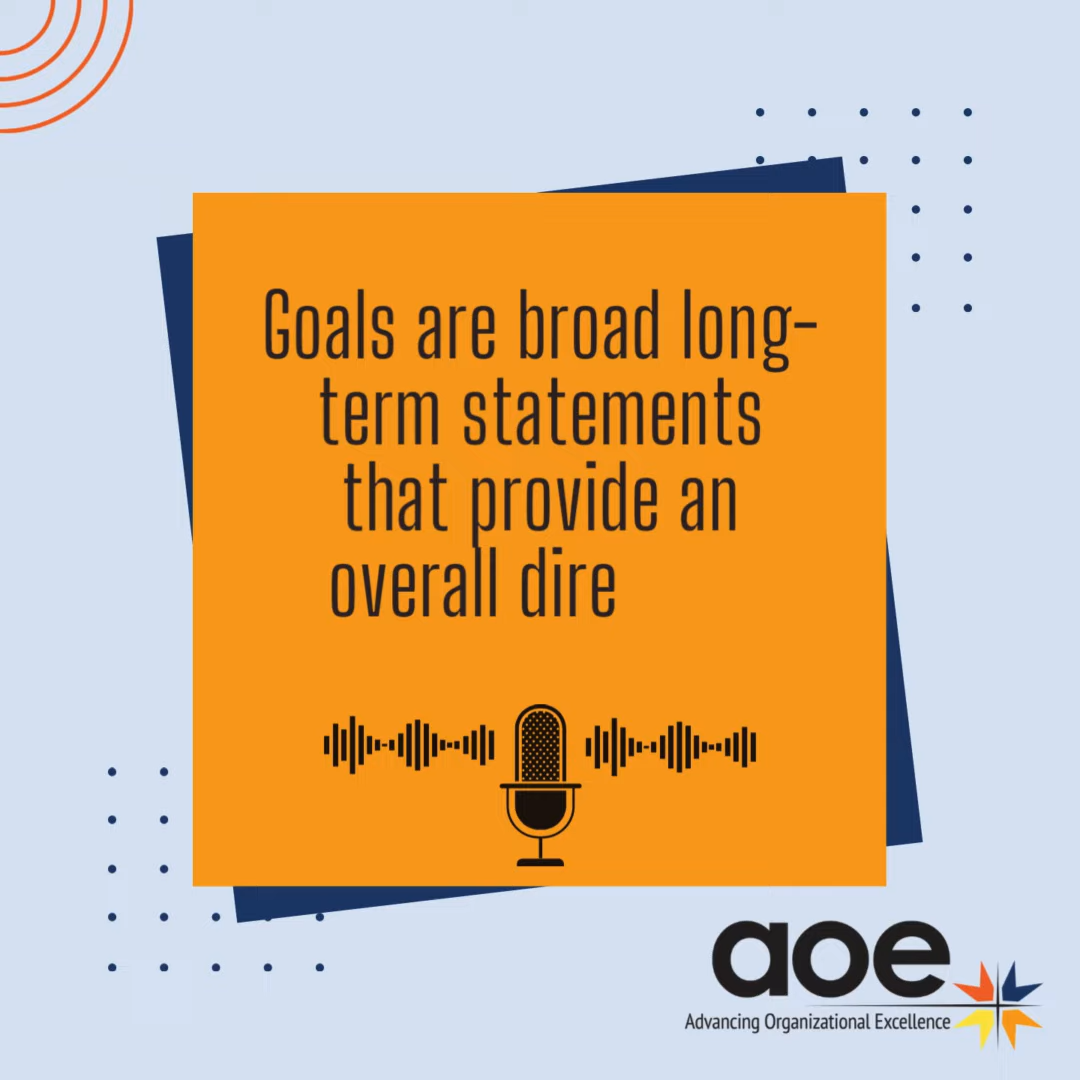 Goals are broad long-
term statements
that provide an
overall dire
aoe
Advancing Organizational Excellence